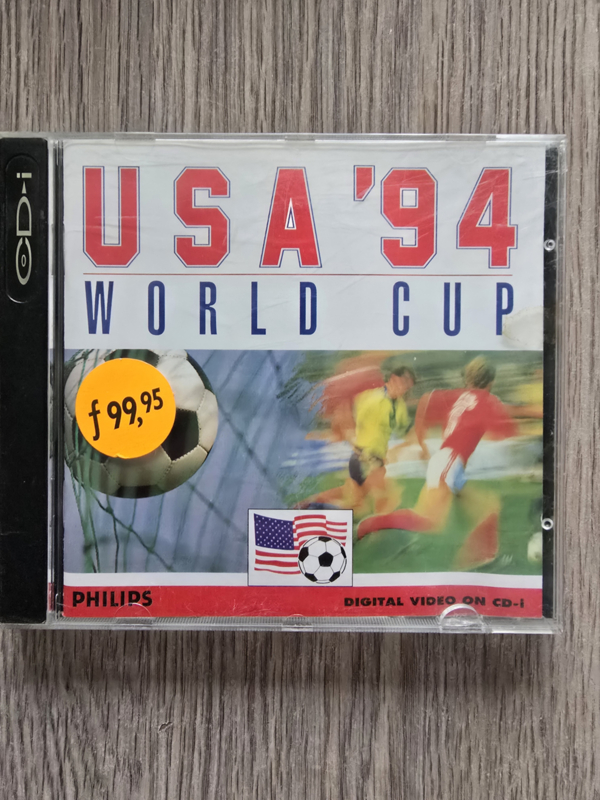 CD-i
USA '94
WORLD CUP
f 99,95
PHILIPS
DIGITAL VIDEO ON CD-i